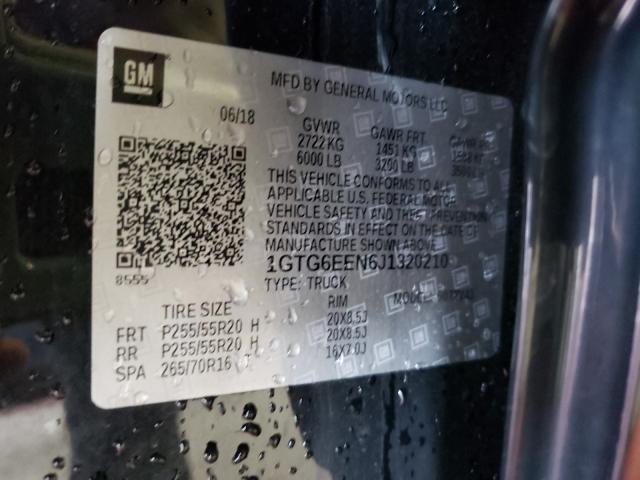 GM
MFD BY GENERAL MOTORS LLC
06/18
GVWR GAWR FRT GAWR
2722 KG 1451 KG
6000 LB 3200 LB
THIS VEHICLE CONFORMS TO ALL
APPLICABLE U.S. FEDERAL MOTOR
VEHICLE SAFETY AND THEFT PREVENTION
STANDARDS IN EFFECT ON THE DATE OF
MANUFACTURE SHOWN ABOVE
1GTG6EEN6J1320210
8555
TYPE: TRUCK MODEL:
TIRE SIZE RIM
FRT P255/55R20 H 20X8.5J
RR P255/55R20 H 20X8.5J
SPA 265/70R16 T 16X7.0J